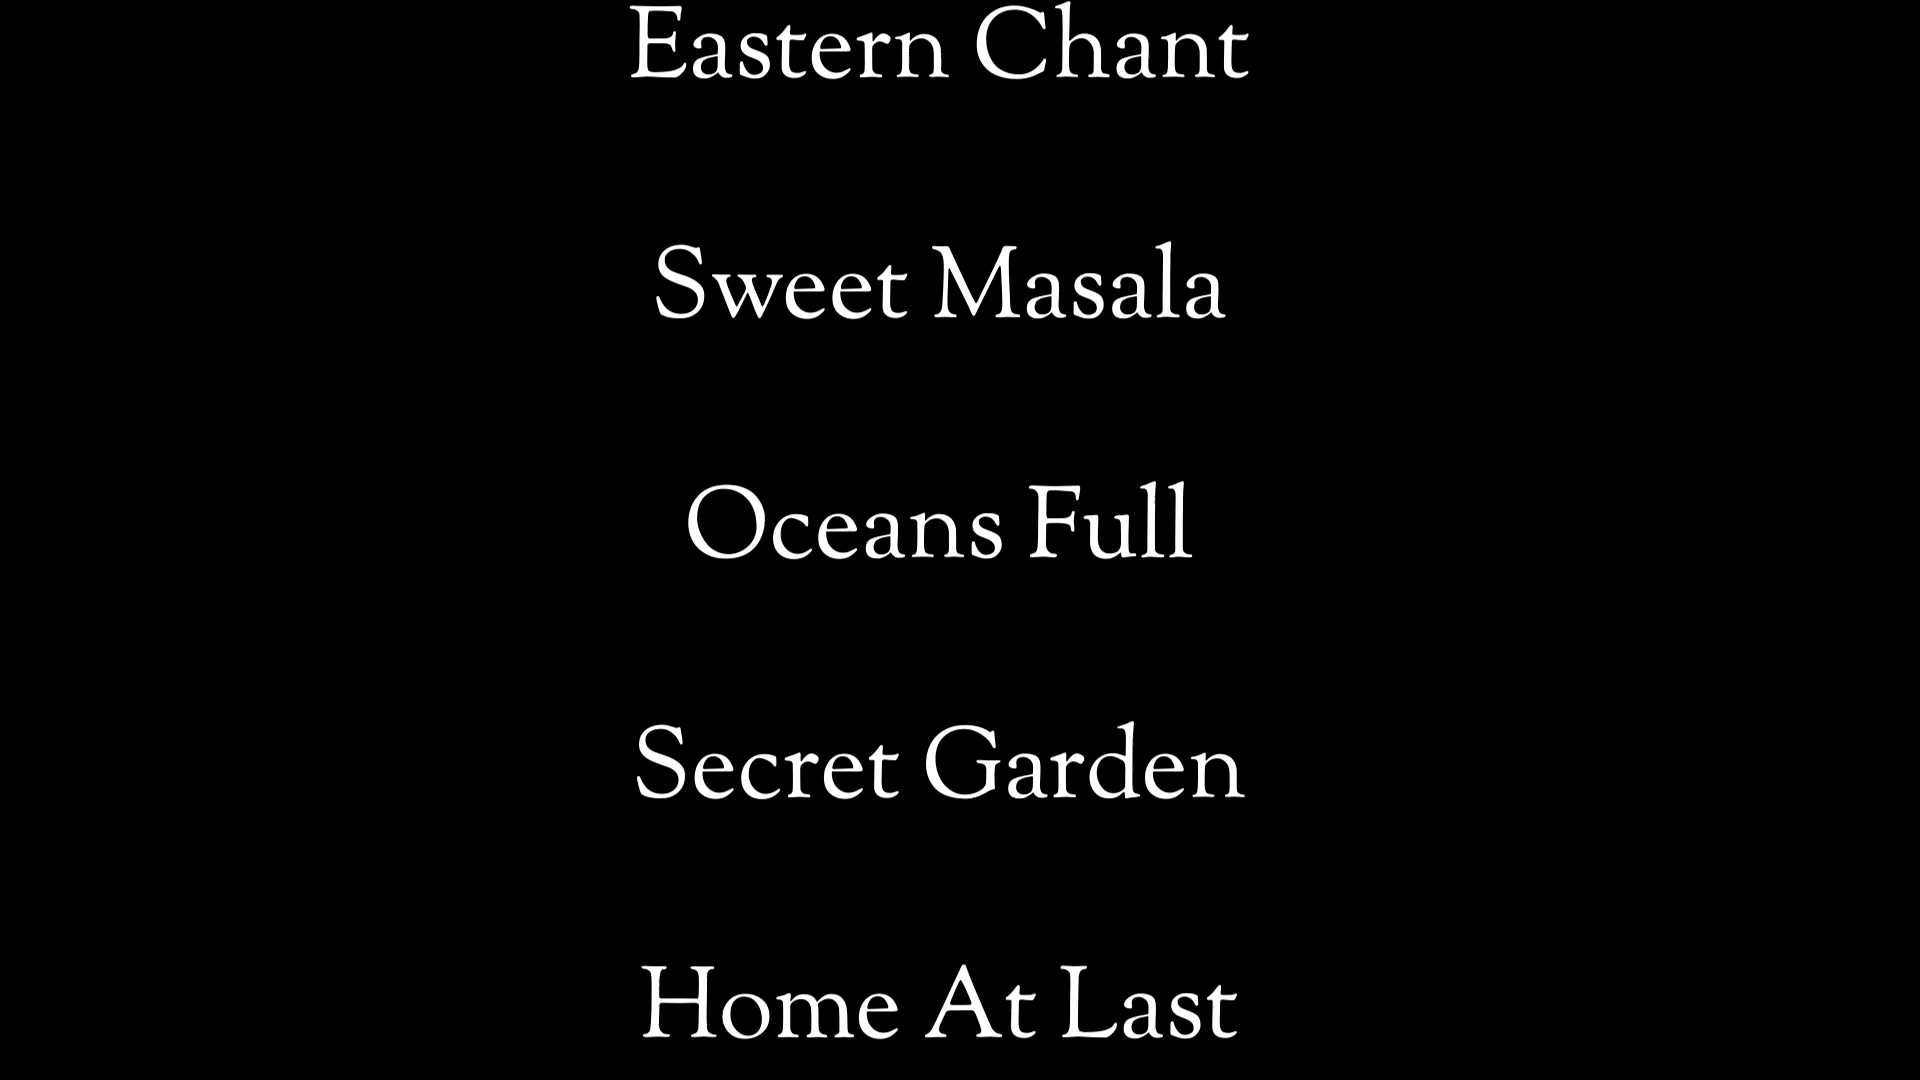 Eastern Chant
Sweet Masala
Oceans Full
Secret Garden
Home At Last